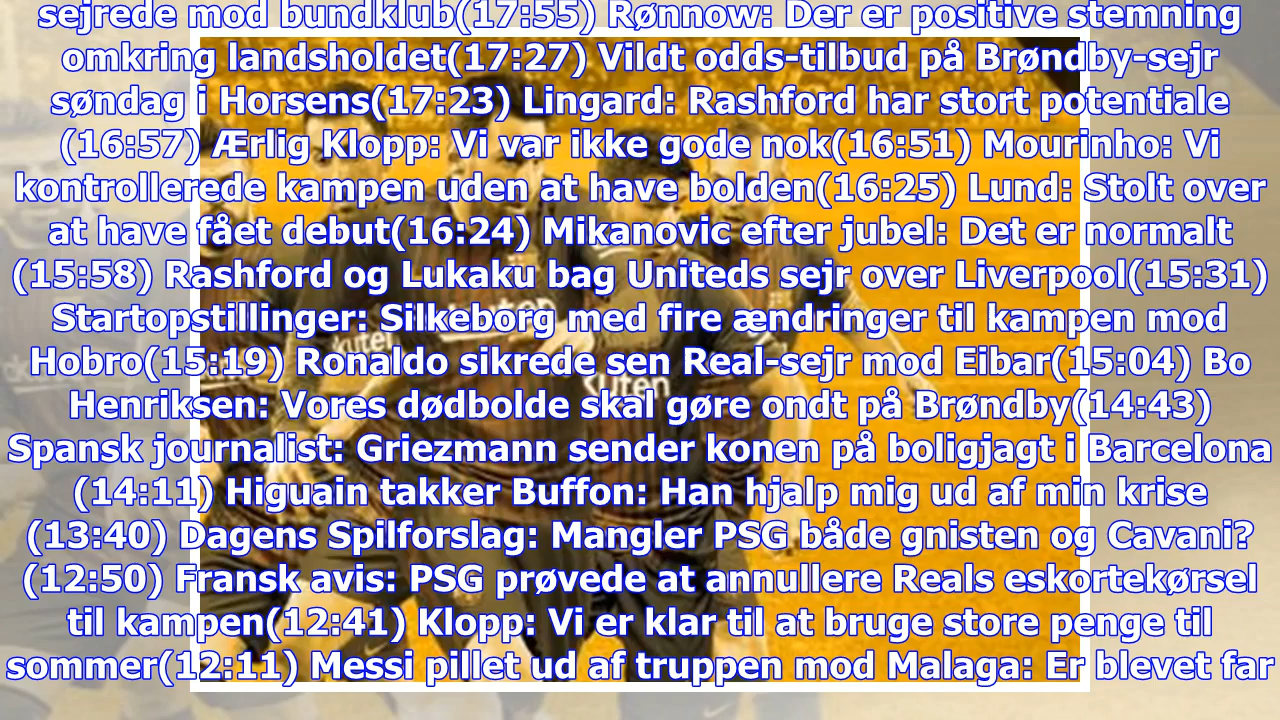 sejrede mod bundklub(17:55) Rønnow: Der er positive stemning
omkring landsholdet(17:27) Vildt odds-tilbud på Brøndby-sejr
søndag i Horsens(17:23) Lingard: Rashford har stort potentiale
(16:57) Ærlig Klopp: Vi var ikke gode nok(16:51) Mourinho: Vi
kontrollerede kampen uden at have bolden(16:25) Lund: Stolt over
at have fået debut(16:24) Mikanovic efter jubel: Det er normalt
(15:58) Rashford og Lukaku bag Uniteds sejr over Liverpool(15:31)
Startopstillinger: Silkeborg med fire ændringer til kampen mod
Hobro(15:19) Ronaldo sikrede sen Real-sejr mod Eibar(15:04) Bo
Henriksen: Vores dødbolde skal gøre ondt på Brøndby(14:43)
Spansk journalist: Griezmann sender konen på boligjagt i Barcelona
(14:11) Higuain takker Buffon: Han hjalp mig ud af min krise
(13:40) Dagens Spilforslag: Mangler PSG både gnisten og Cavani?
(12:50) Fransk avis: PSG prøvede at annullere Reals eskortekørsel
til kampen(12:41) Klopp: Vi er klar til at bruge store penge til
sommer(12:11) Messi pillet ud af truppen mod Malaga: Er blevet far